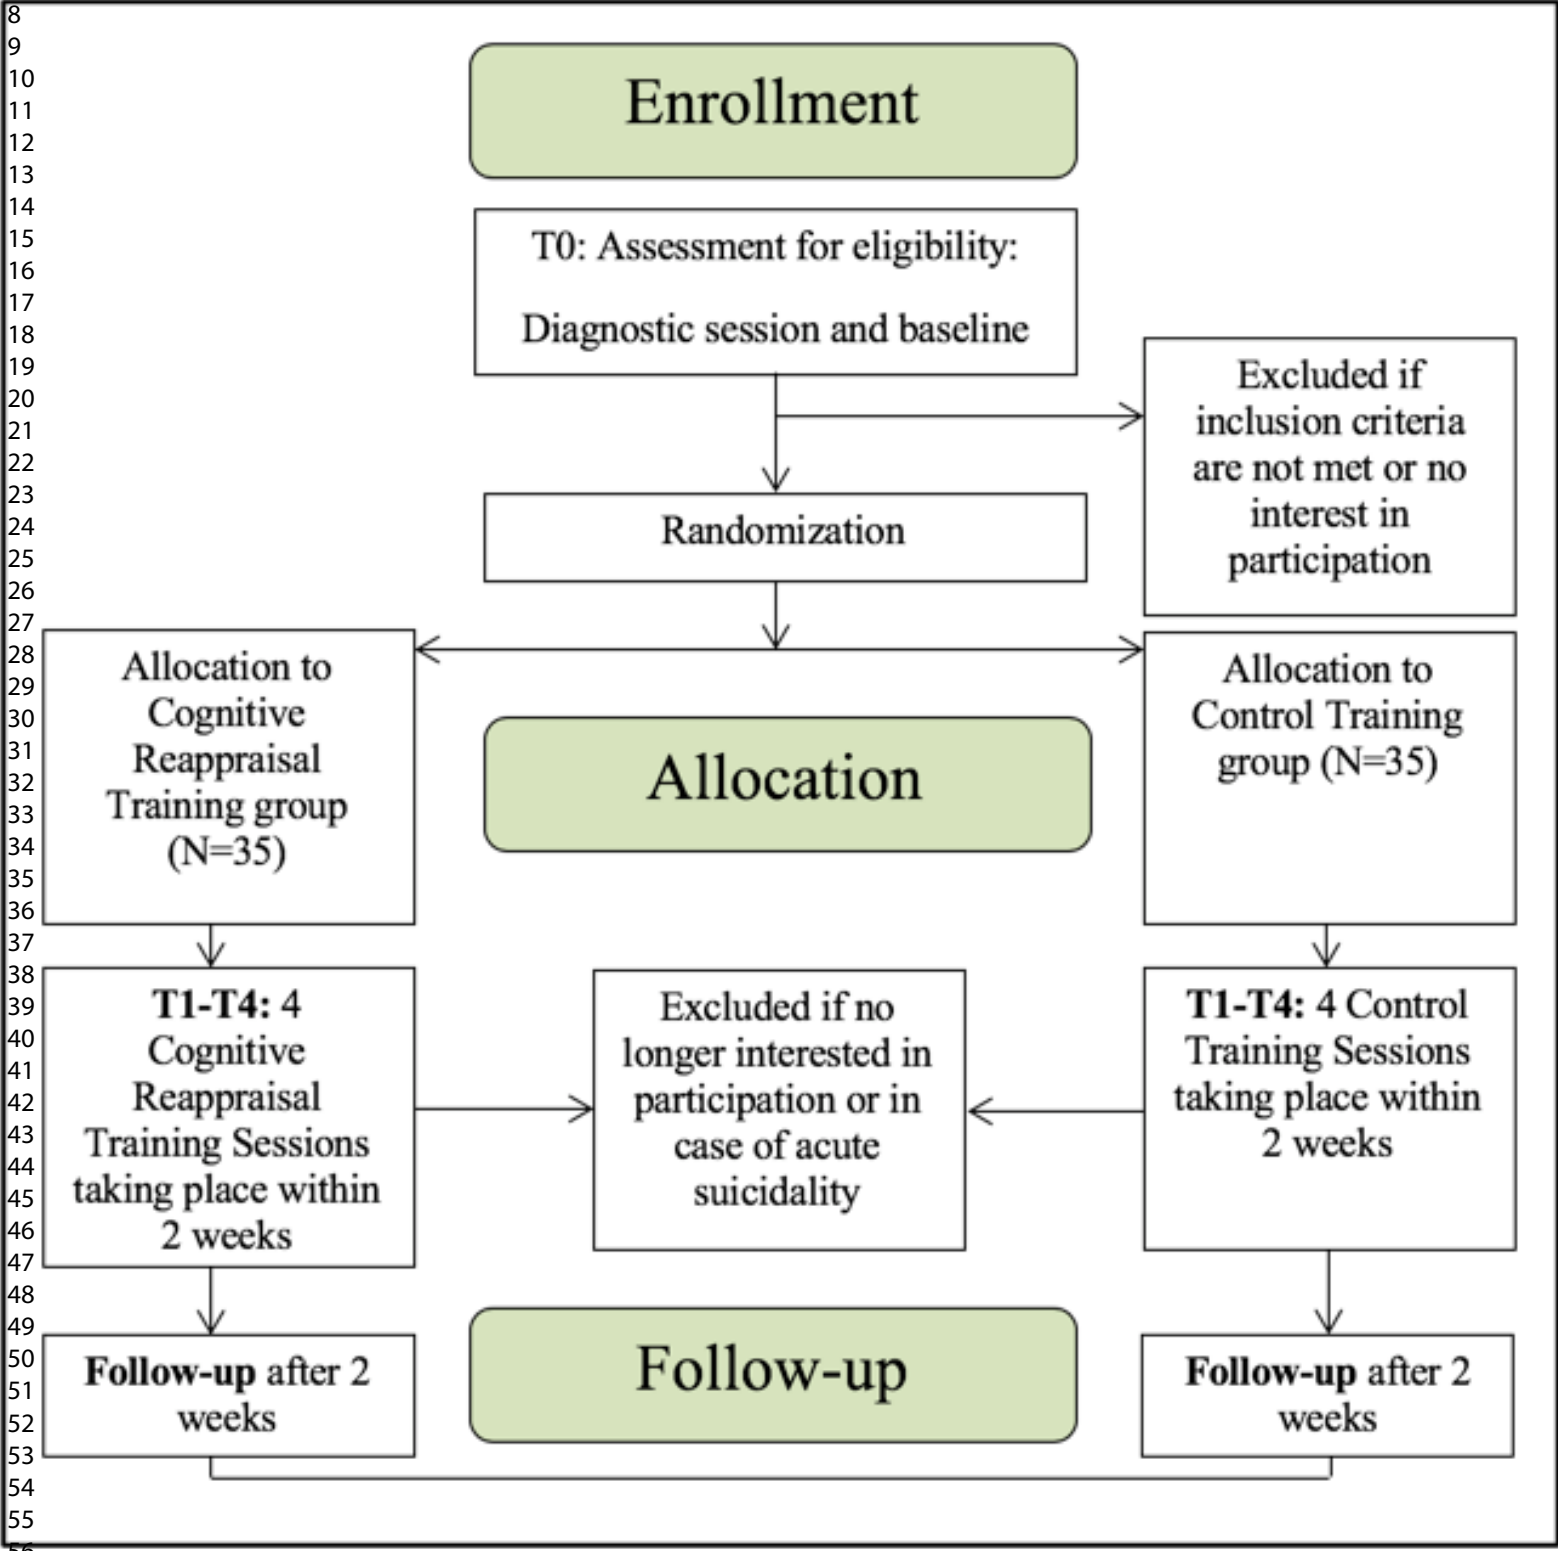 8
9
10
11
12
13
14
15
16
17
18
19
20
21
22
23
24
25
26
27
28
29
30
31
32
33
34
35
36
37
38
39
40
41
42
43
44
45
46
47
48
49
50
51
52
53
54
55
56
Enrollment
T0: Assessment for eligibility:
Diagnostic session and baseline
Excluded if
inclusion criteria
are not met or no
interest in
participation
Randomization
Allocation to
Cognitive
Reappraisal
Training group
(N=35)
Allocation
Allocation to
Control Training
group (N=35)
T1-T4: 4
Cognitive
Reappraisal
Training Sessions
taking place within
2 weeks
Excluded if no
longer interested in
participation or in
case of acute
suicidality
T1-T4: 4 Control
Training Sessions
taking place within
2 weeks
Follow-up after 2
weeks
Follow-up
Follow-up after 2
weeks